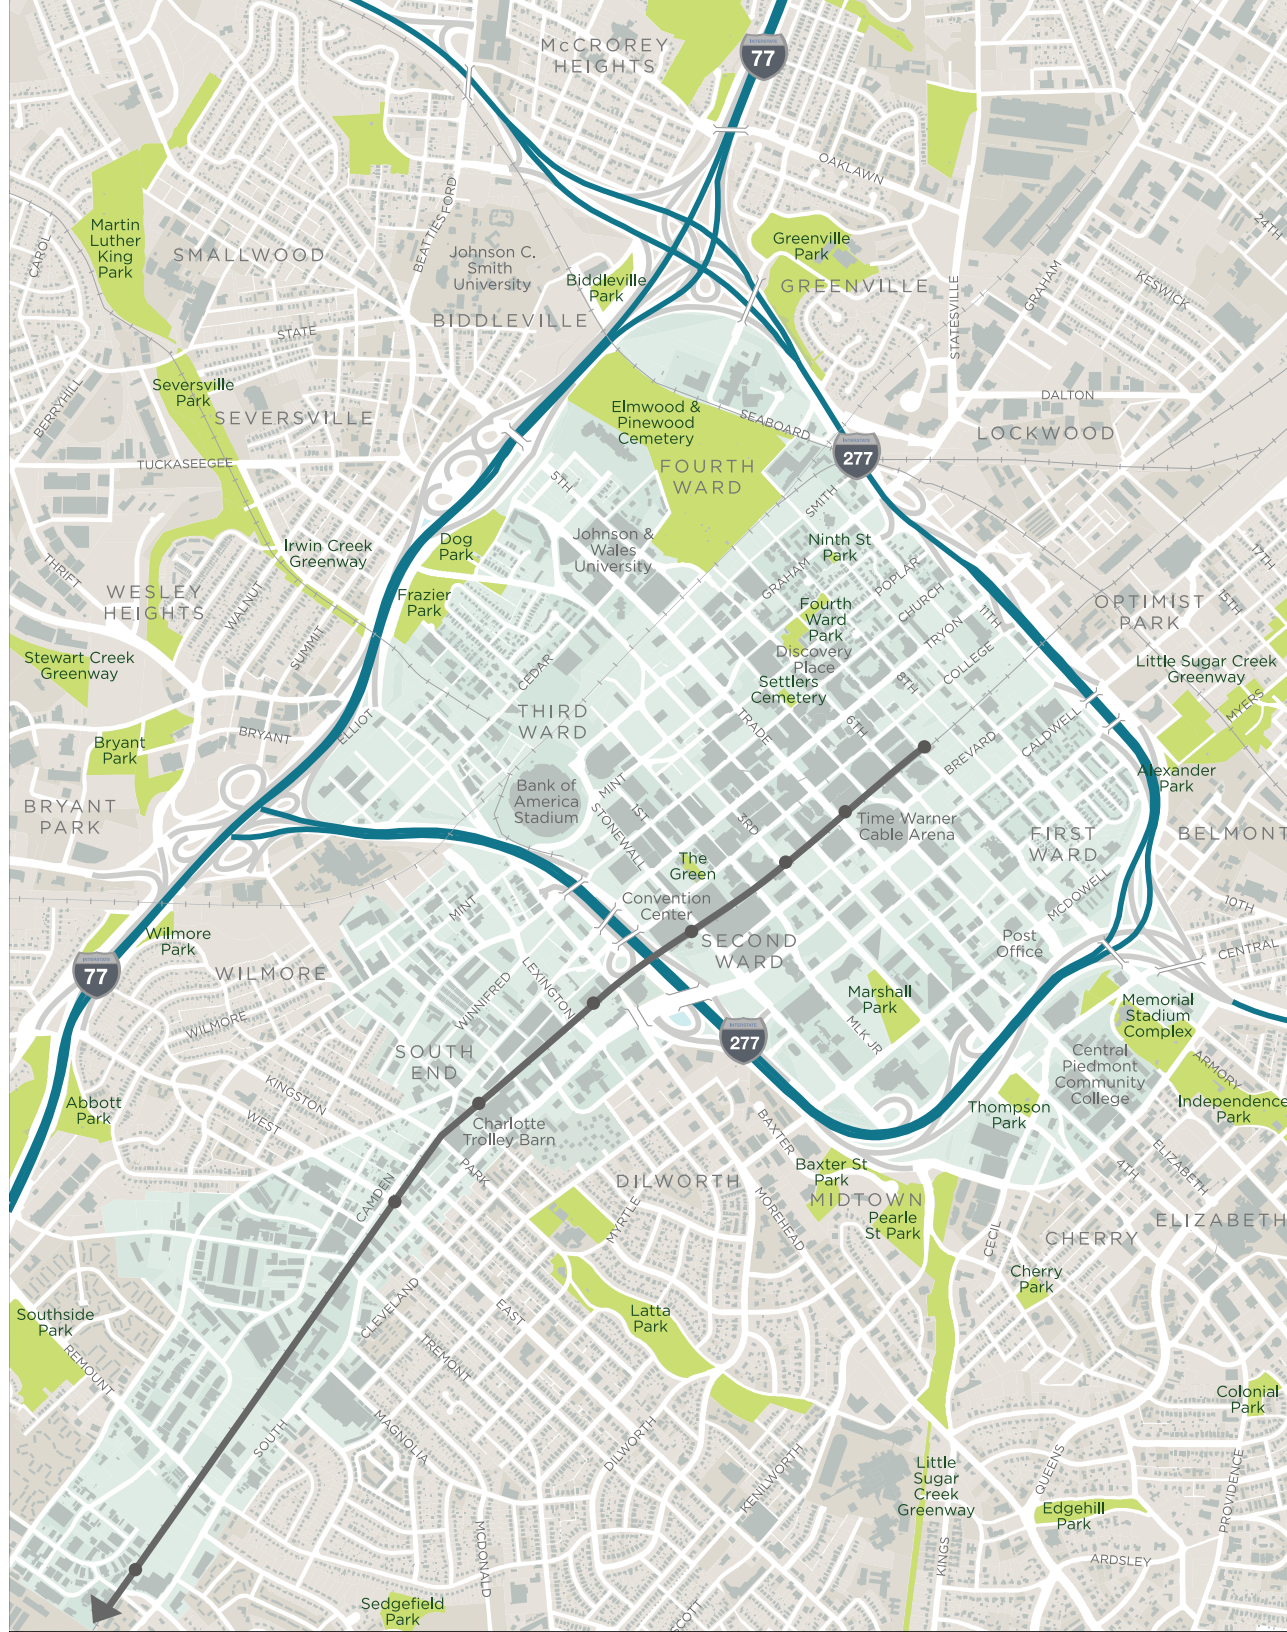 McCROREY
HEIGHTS
INTERSTATE
77
OAKLAWN
24TH
Martin
Luther
King
Park
CAROL
SMALLWOOD
BEATTIES FORD
Johnson C.
Smith
University
Biddleville
Park
Greenville
Park
GREENVILLE
GRAHAM
KESWICK
STATESVILLE
BIDDLEVILLE
STATE
BERRYHILL
Seversville
Park
SEVERSVILLE
Elmwood &
Pinewood
Cemetery
SEABOARD
DALTON
LOCKWOOD
TUCKASEEGEE
FOURTH
WARD
INTERSTATE
277
5TH
SMITH
Johnson &
Wales
University
Ninth St
Park
Dog
Park
Irwin Creek
Greenway
THRIFT
WESLEY
HEIGHTS
WALNUT
SUMMIT
Frazier
Park
GRAHAM
POPLAR
CHURCH
TRYON
COLLEGE
11TH
17TH
15TH
OPTIMIST
PARK
Fourth
Ward
Park
Discovery
Place
Settlers
Cemetery
8TH
6TH
Stewart Creek
Greenway
Little Sugar Creek
Greenway
MYERS
CEDAR
THIRD
WARD
TRADE
BREVARD
CALDWELL
ELLIOT
BRYANT
Bryant
Park
BRYANT
PARK
Bank of
America
Stadium
MINT
1ST
STONEWALL
3RD
Time Warner
Cable Arena
Alexander
Park
FIRST
WARD
BELMONT
The
Green
MCDOWELL
10TH
CENTRAL
Convention
Center
SECOND
WARD
Post
Office
MINT
Wilmore
Park
WILMORE
INTERSTATE
77
LEXINGTON
WINNIFRED
WILMORE
Marshall
Park
MLK JR
Memorial
Stadium
Complex
INTERSTATE
277
SOUTH
END
Central
Piedmont
Community
College
ARMORY
KINGSTON
WEST
Abbott
Park
Thompson
Park
Independence
Park
Charlotte
Trolley Barn
BAXTER
PARK
4TH
ELIZABETH
Baxter St
Park
DILWORTH
MIDTOWN
CAMDEN
MYRTLE
MOREHEAD
Pearle
St Park
CECIL
CHERRY
ELIZABETH
Cherry
Park
Southside
Park
REMOUNT
CLEVELAND
EAST
TREMONT
Latta
Park
Colonial
Park
SOUTH
MAGNOLIA
DILWORTH
KENILWORTH
Little
Sugar
Creek
Greenway
QUEENS
PROVIDENCE
Edgehill
Park
MCDONALD
KINGS
ARDSLEY
Sedgefield
Park
SCOTT